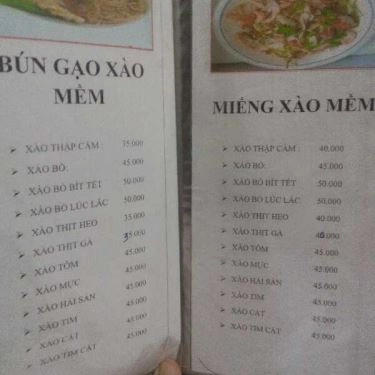 BÚN GẠO XÀO
MỀM
XÀO THẬP CẨM : 35.000
XÀO BÒ: 45.000
XÀO BÒ BÍT TẾT 50.000
XÀO BÒ LÚC LẮC 50.000
XÀO THỊT HEO 35.000
XÀO THỊT GÀ 35.000
XÀO TÔM 45.000
XÀO MỰC 45.000
XÀO HẢI SẢN 45.000
XÀO TIM 45.000
XÀO CẬT 45.000
XÀO TIM CẬT 45.000
MIẾNG XÀO MỀM
XÀO THẬP CẨM : 40.000
XÀO BÒ: 45.000
XÀO BÒ BÍT TẾT 50.000
XÀO BÒ LÚC LẮC 50.000
XÀO THỊT HEO 40.000
XÀO THỊT GÀ 40.000
XÀO TÔM 45.000
XÀO MỰC 45.000
XÀO HẢI SẢN 45.000
XÀO TIM 45.000
XÀO CẬT 45.000
XÀO TIM CẬT 45.000